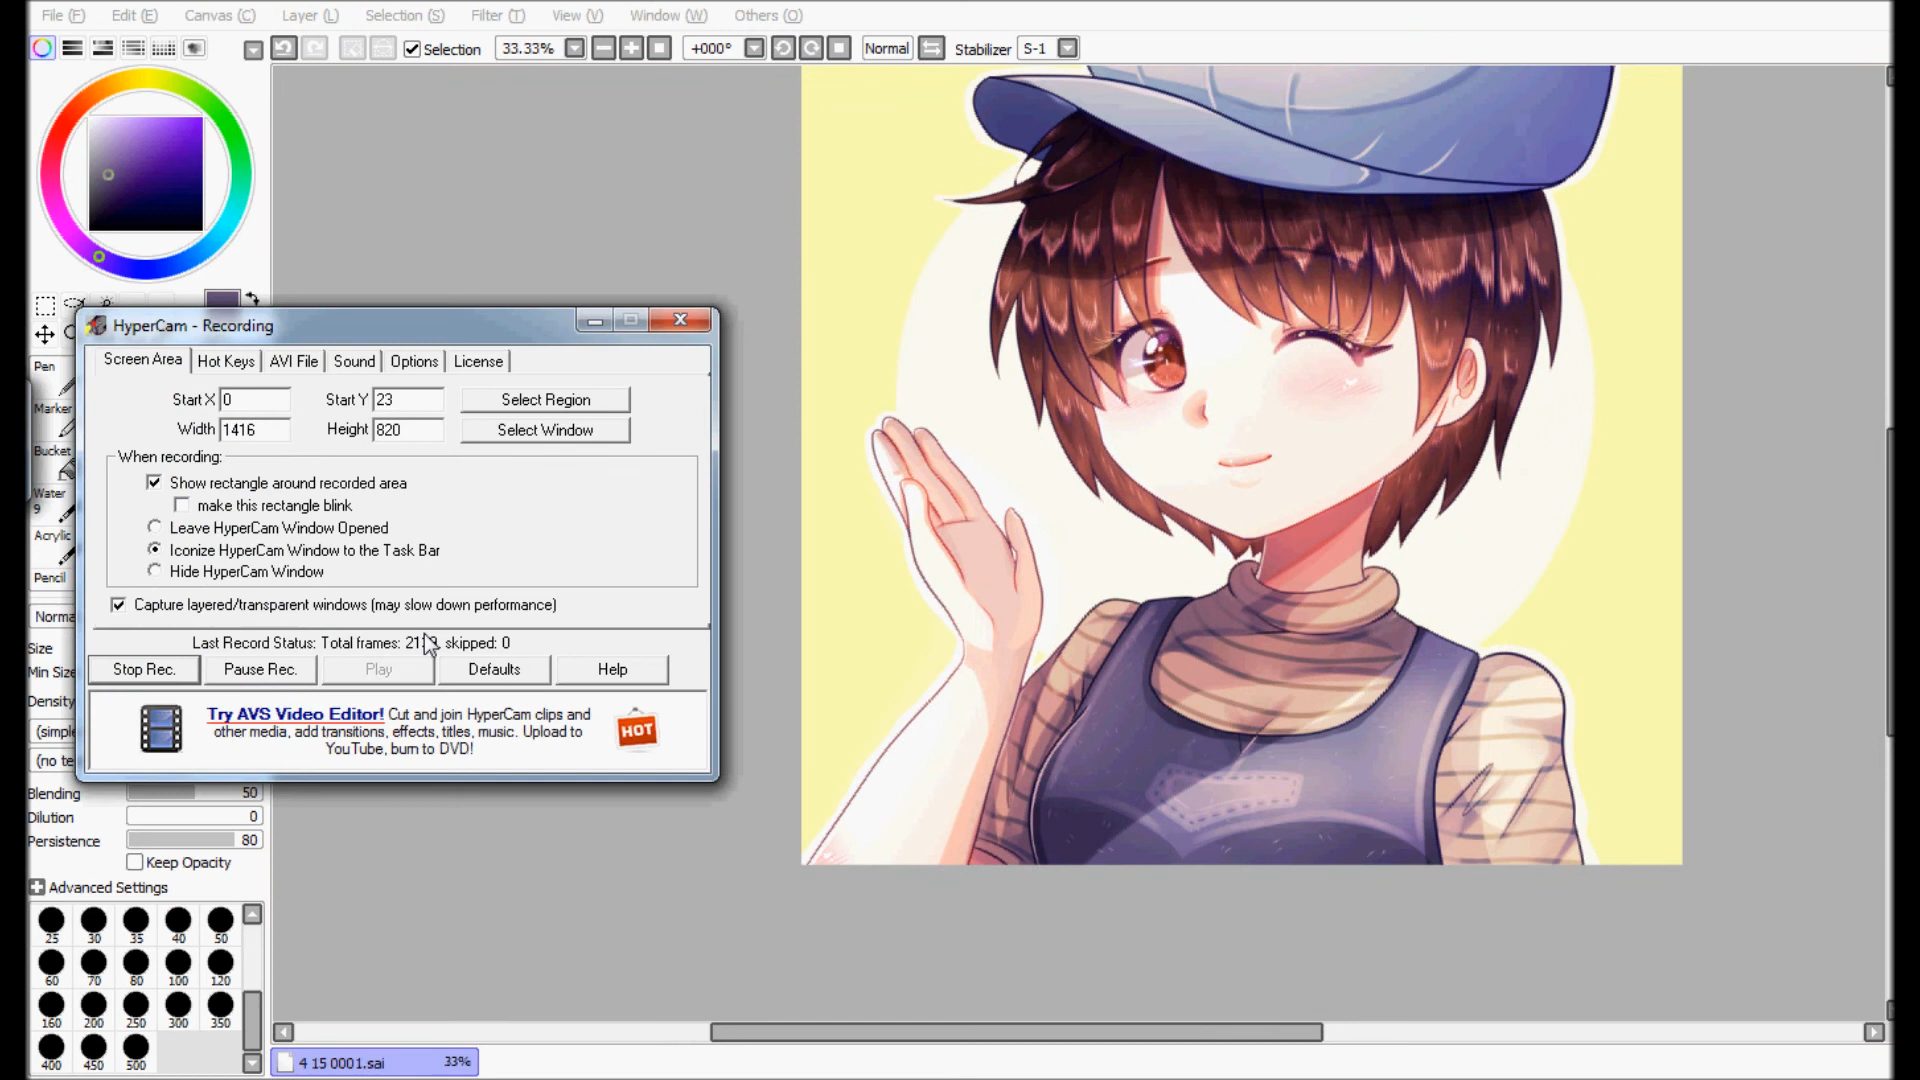 File (F) Edit (E) Canvas (C) Layer (L) Selection (S) Filter (T) View (V) Window (W) Others (O)
Selection 33.33% +000° Normal Stabilizer S-1
HyperCam - Recording
Screen Area Hot Keys AVI File Sound Options License
Start X 0 Start Y 23 Select Region
Width 1416 Height 820 Select Window
When recording:
Show rectangle around recorded area
make this rectangle blink
Leave HyperCam Window Opened
Iconize HyperCam Window to the Task Bar
Hide HyperCam Window
Capture layered/transparent windows (may slow down performance)
Last Record Status: Total frames: skipped: 0
Stop Rec. Pause Rec. Play Defaults Help
Try AVS Video Editor! Cut and join HyperCam clips and
other media, add transitions, effects, titles, music. Upload to
YouTube, burn to DVD!
HOT
Pen
Marker
Bucket
Water
9
Acrylic
Pencil
Norma
Size
Min Size
Density
(simple
(no te
Blending 50
Dilution 0
Persistence 80
Keep Opacity
Advanced Settings
25 30 35 40 50
60 70 80 100 120
160 200 250 300 350
400 450 500
4 15 0001.sai 33%